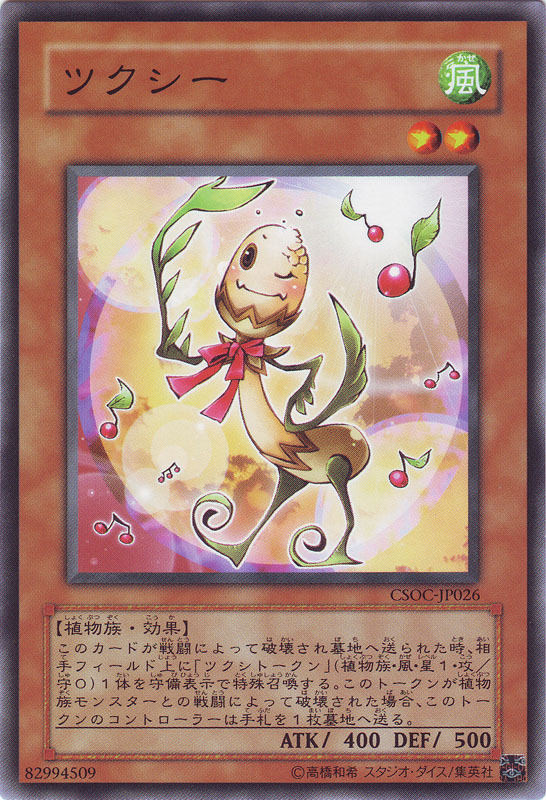 ツクシー
風
CSOC-JP026
【植物族・効果】
このカードが戦闘によって破壊され墓地へ送られた時、相
手フィールド上に「ツクシトークン」(植物族・風・星1・攻/
守0)1体を守備表示で特殊召喚する。このトークンが植物
族モンスターとの戦闘によって破壊された場合、このトー
クンのコントローラーは手札を1枚墓地へ送る。
ATK/ 400 DEF/ 500
82994509 ©高橋和希 スタジオ・ダイス/集英社